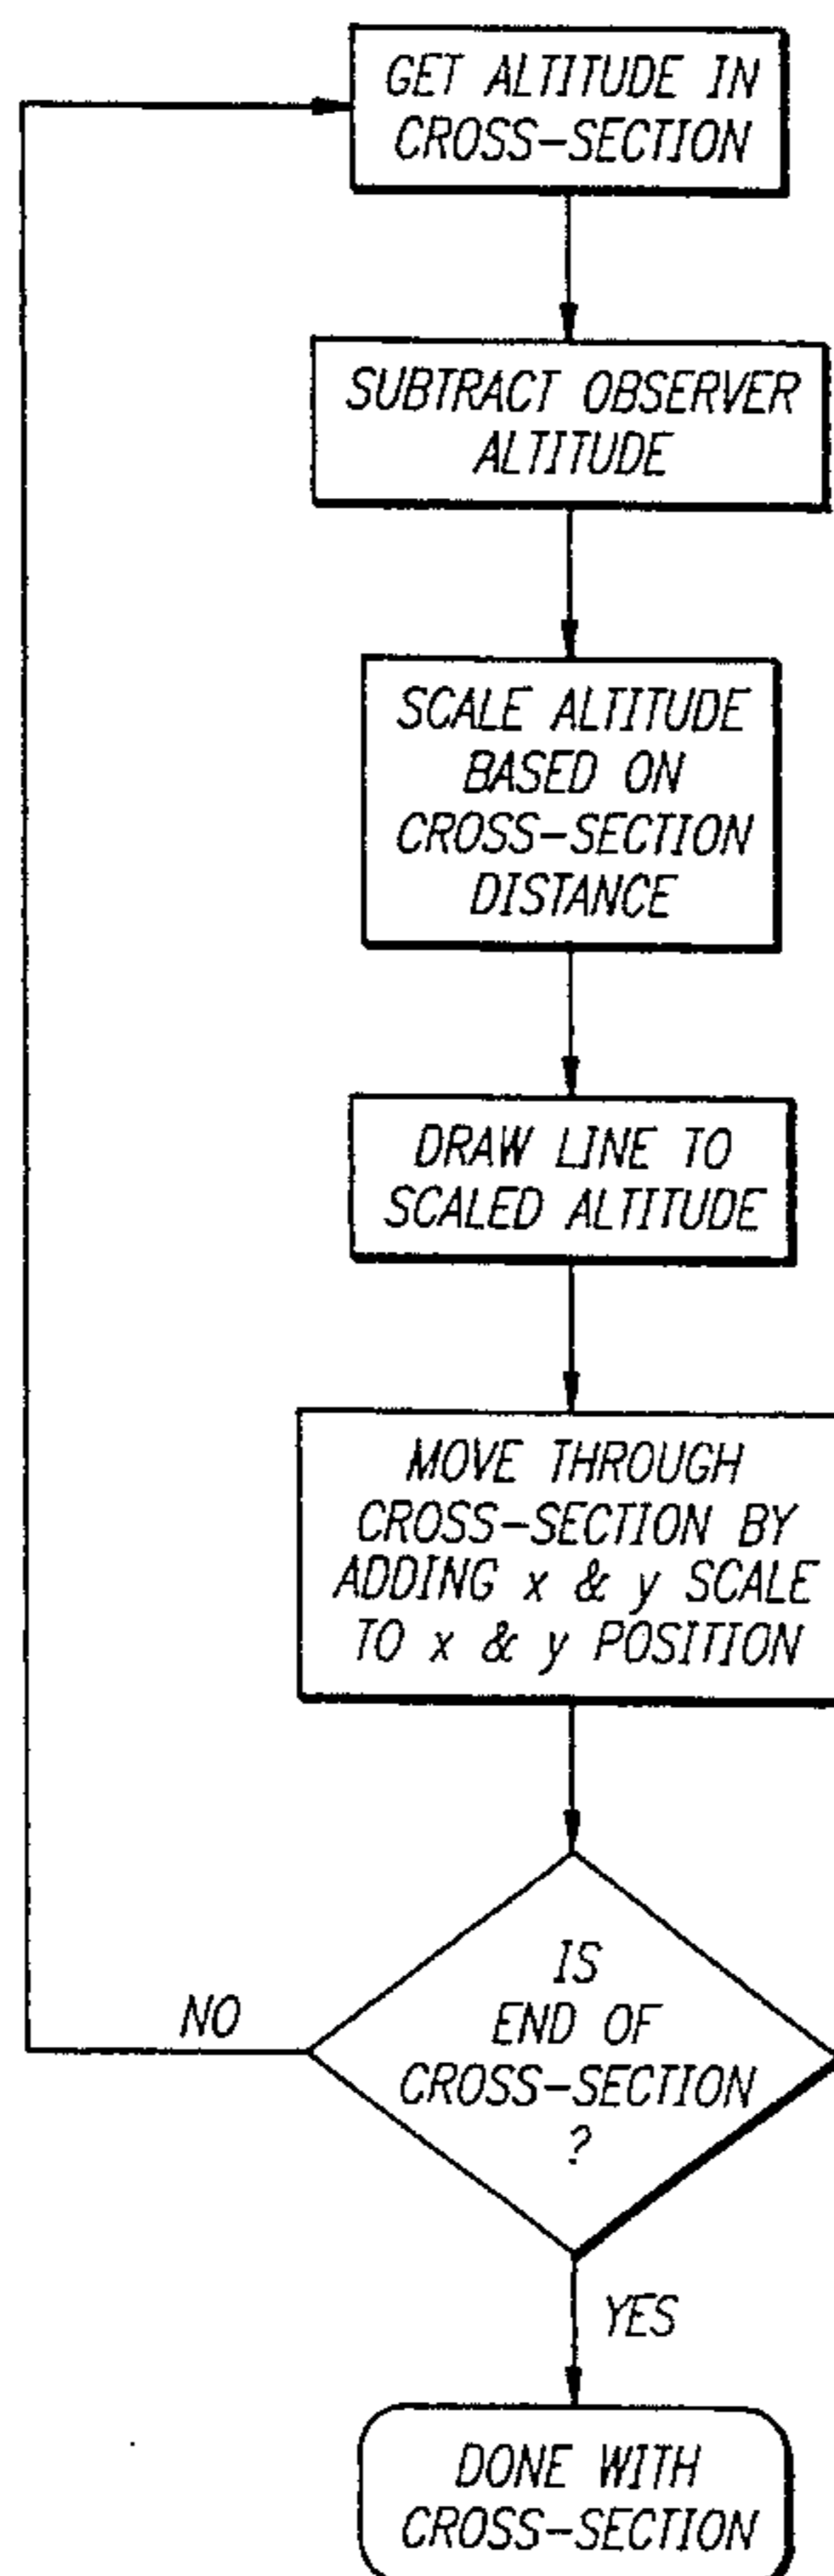 GET ALTITUDE IN
CROSS-SECTION
SUBTRACT OBSERVER
ALTITUDE
SCALE ALTITUDE
BASED ON
CROSS-SECTION
DISTANCE
DRAW LINE TO
SCALED ALTITUDE
MOVE THROUGH
CROSS-SECTION BY
ADDING x & y SCALE
TO x & y POSITION
IS
END OF
CROSS-SECTION
?
NO
YES
DONE WITH
CROSS-SECTION